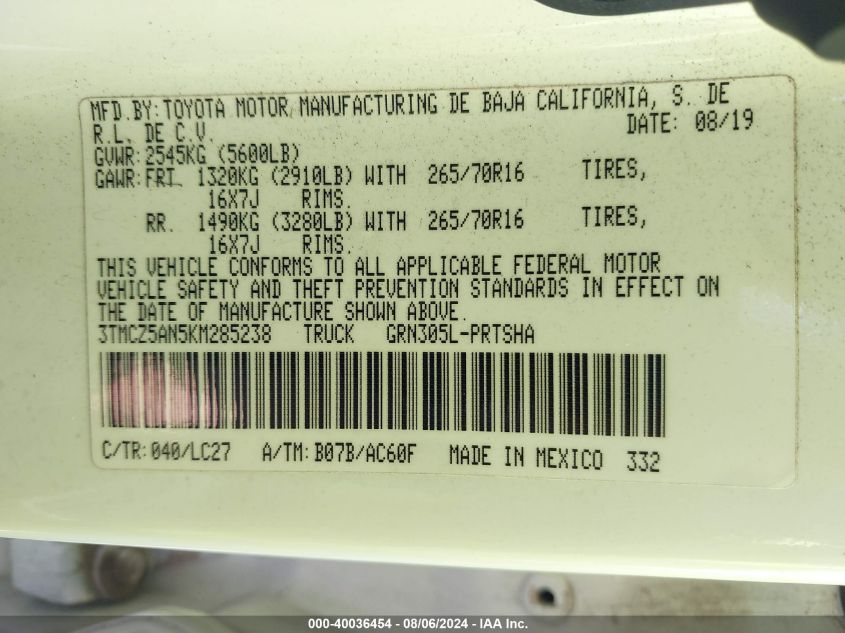 MFD.BY:TOYOTA MOTOR MANUFACTURING DE BAJA CALIFORNIA, S. DE
R.L. DE C.V. DATE: 08/19
GVWR:2545KG (5600LB)
GAWR:FRT. 1320KG (2910LB) WITH 265/70R16 TIRES,
16X7J RIMS.
RR. 1490KG (3280LB) WITH 265/70R16 TIRES,
16X7J RIMS.
THIS VEHICLE CONFORMS TO ALL APPLICABLE FEDERAL MOTOR
VEHICLE SAFETY AND THEFT PREVENTION STANDARDS IN EFFECT ON
THE DATE OF MANUFACTURE SHOWN ABOVE.
3TMCZ5AN5KM285238 TRUCK GRN305L-PRTSHA
C/TR:040/LC27 A/TM:B07B/AC60F MADE IN MEXICO 332
000-40036454 - 08/06/2024 - IAA Inc.